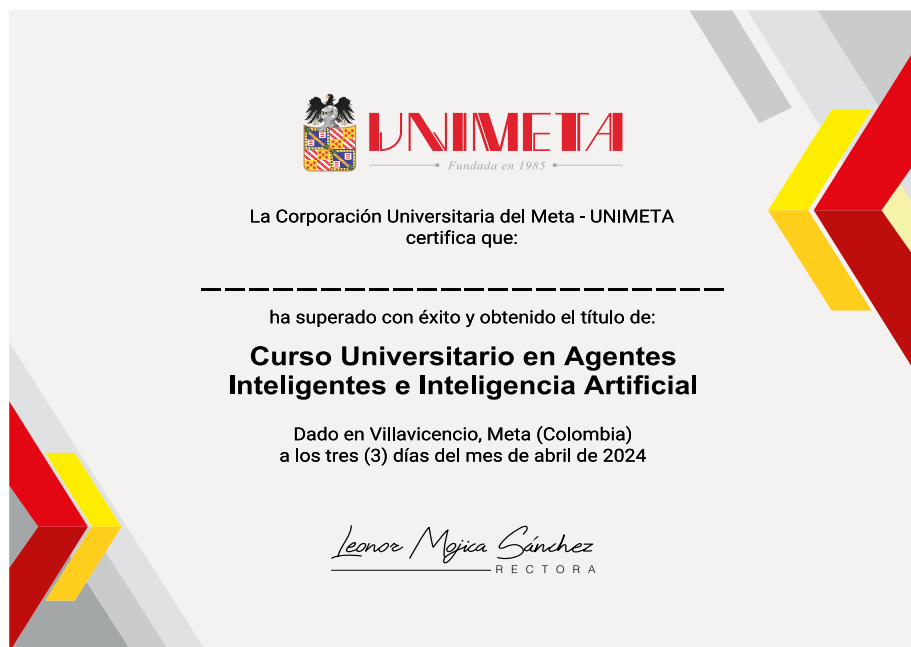 UNIMETA
Fundada en 1985
La Corporación Universitaria del Meta - UNIMETA
certifica que:
ha superado con éxito y obtenido el título de:
Curso Universitario en Agentes
Inteligentes e Inteligencia Artificial
Dado en Villavicencio, Meta (Colombia)
a los tres (3) días del mes de abril de 2024
Leonor Mojica Sánchez
RECTORA